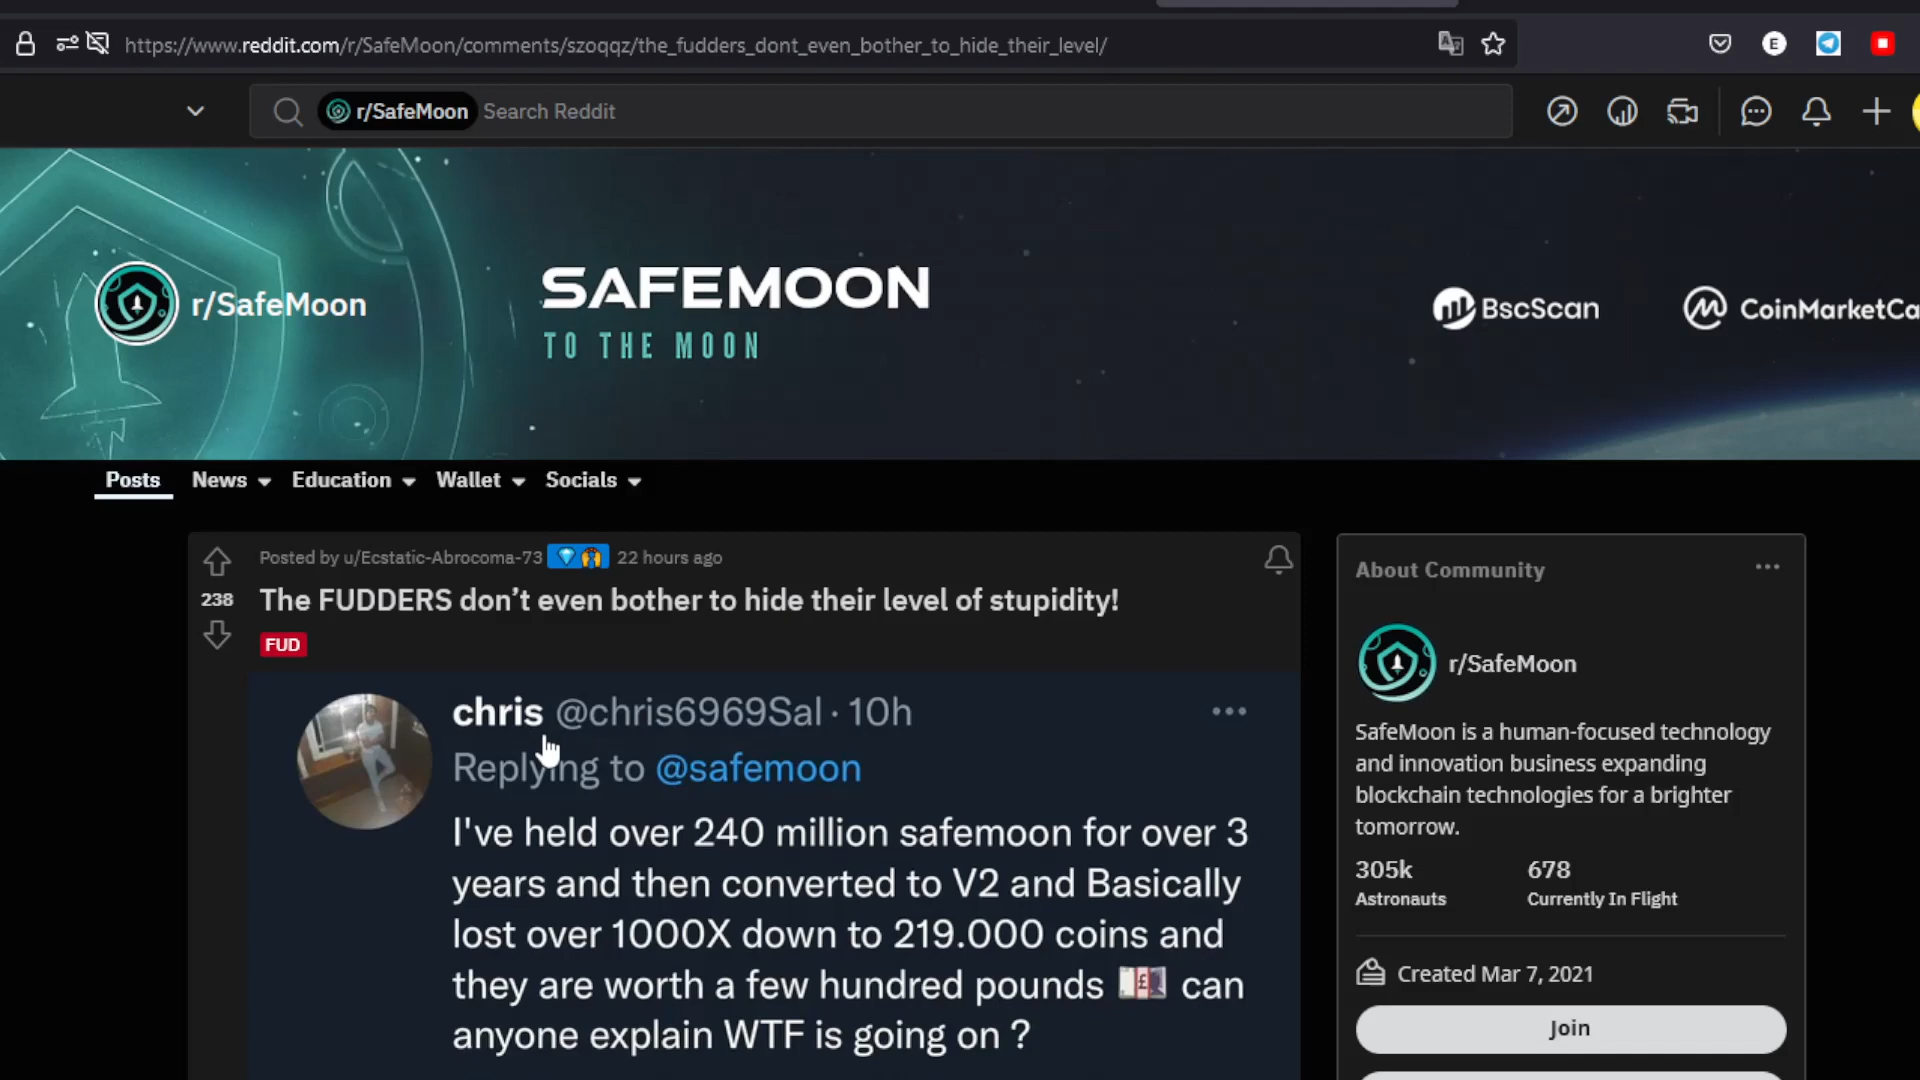 https://www.reddit.com/r/SafeMoon/comments/szoqqz/the_fudders_dont_even_bother_to_hide_their_level/
E
r/SafeMoon Search Reddit
r/SafeMoon
SAFEMOON
TO THE MOON
BscScan
CoinMarketCa
Posts News Education Wallet Socials
Posted by u/Ecstatic-Abrocoma-73 22 hours ago
238
The FUDDERS don’t even bother to hide their level of stupidity!
FUD
chris @chris6969Sal · 10h
Replying to @safemoon
I've held over 240 million safemoon for over 3
years and then converted to V2 and Basically
lost over 1000X down to 219.000 coins and
they are worth a few hundred pounds 💷 can
anyone explain WTF is going on ?
About Community
r/SafeMoon
SafeMoon is a human-focused technology
and innovation business expanding
blockchain technologies for a brighter
tomorrow.
305k 678
Astronauts Currently In Flight
Created Mar 7, 2021
Join